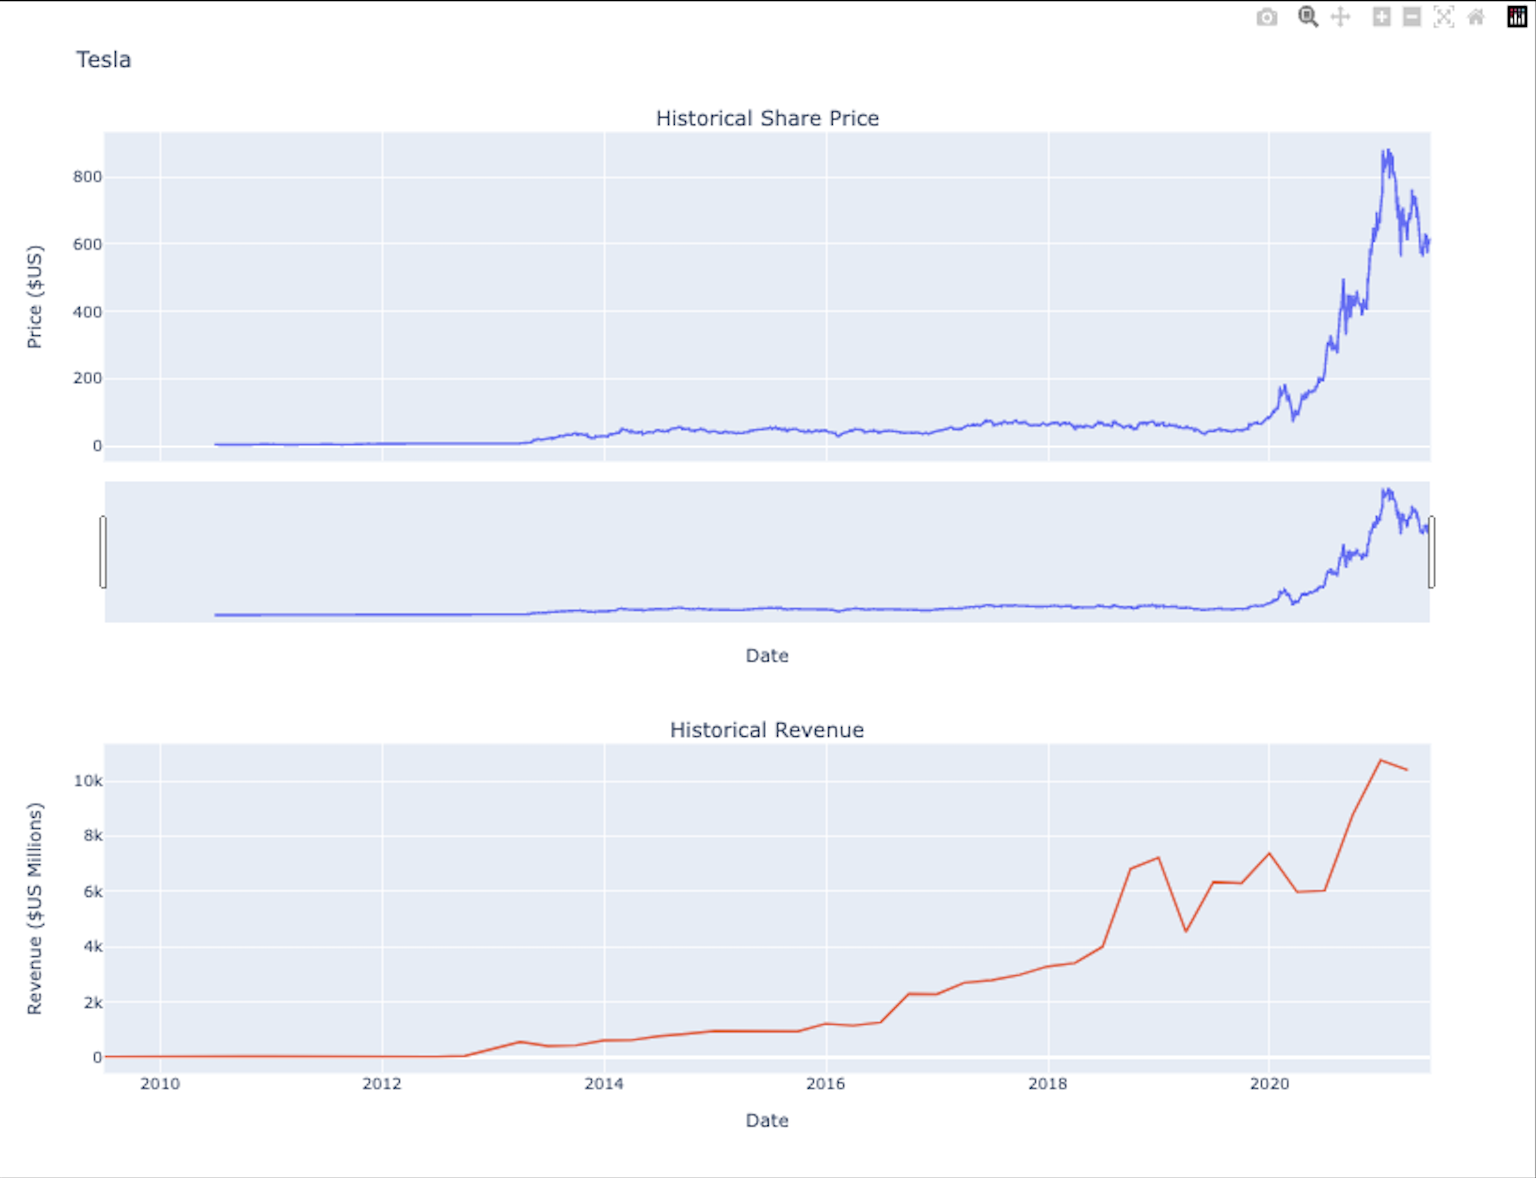 Tesla
Historical Share Price
800
600
400
200
0
Price ($US)
Date
Historical Revenue
10k
8k
6k
4k
2k
0
Revenue ($US Millions)
2010 2012 2014 2016 2018 2020
Date